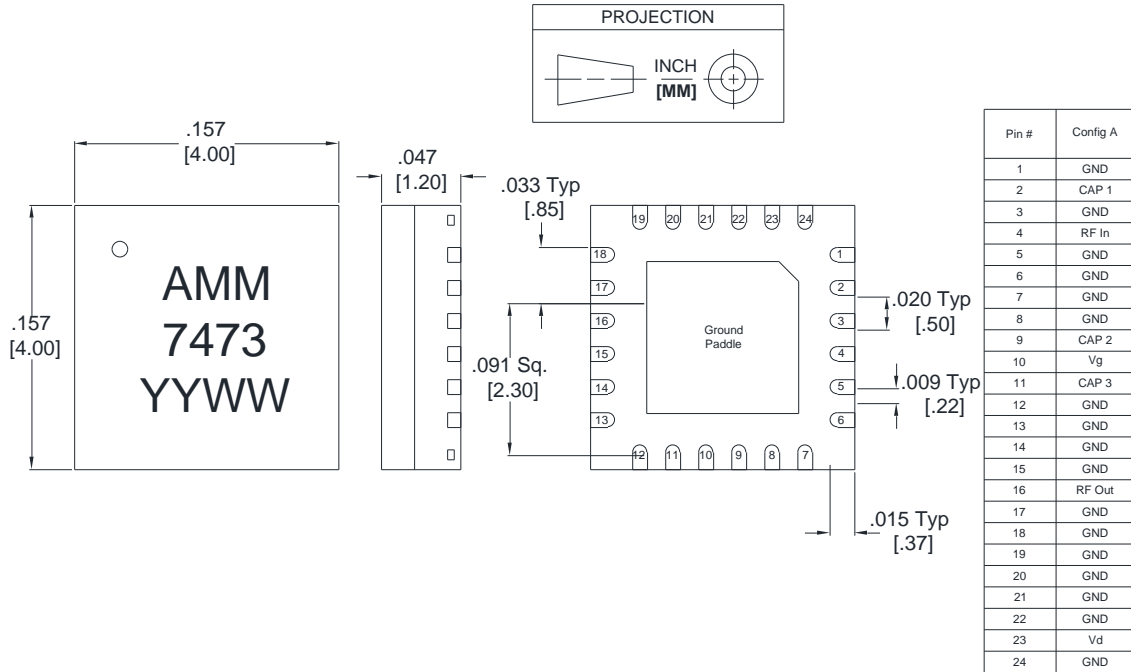 PROJECTION
INCH
[MM]
.157
[4.00]
.157
[4.00]
AMM
7473
YYWW
.047
[1.20]
.033 Typ
[.85]
.091 Sq.
[2.30]
19 20 21 22 23 24
18
17
16
15
14
13
1
2
3
4
5
6
12 11 10 9 8 7
Ground
Paddle
.020 Typ
[.50]
.009 Typ
[.22]
.015 Typ
[.37]
Pin # Config A
1 GND
2 CAP 1
3 GND
4 RF In
5 GND
6 GND
7 GND
8 GND
9 CAP 2
10 Vg
11 CAP 3
12 GND
13 GND
14 GND
15 GND
16 RF Out
17 GND
18 GND
19 GND
20 GND
21 GND
22 GND
23 Vd
24 GND